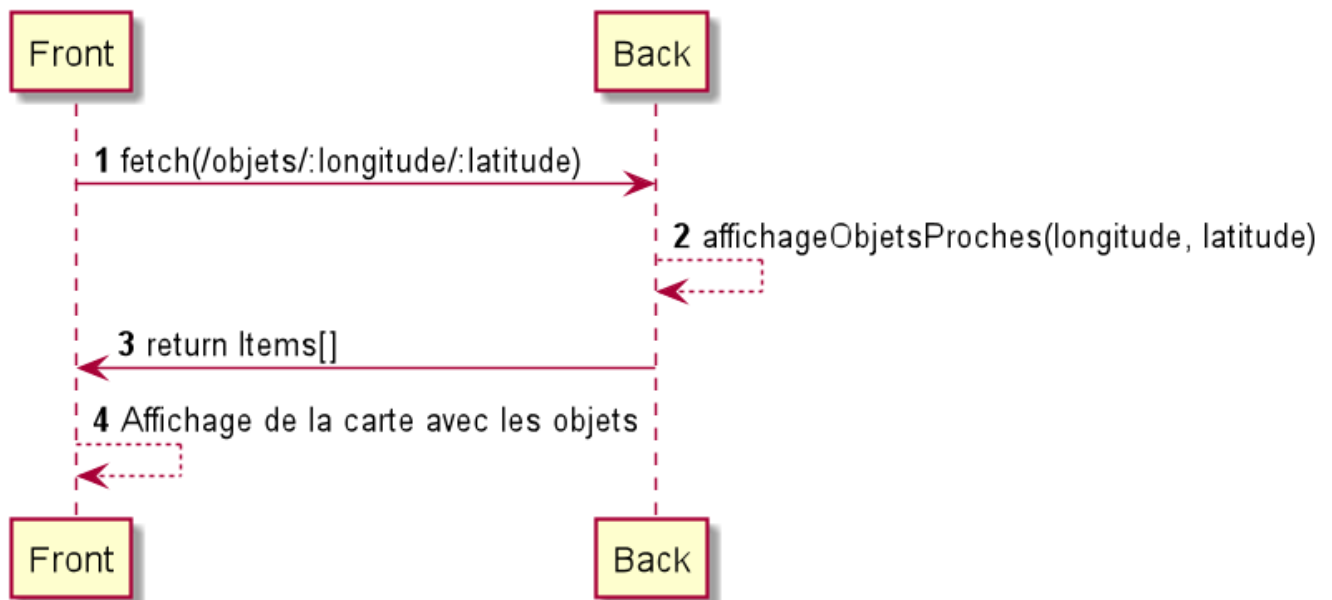 Front
Back
1 fetch(/objets/:longitude/:latitude)
2 affichageObjetsProches(longitude, latitude)
3 return Items[]
4 Affichage de la carte avec les objets
Front
Back